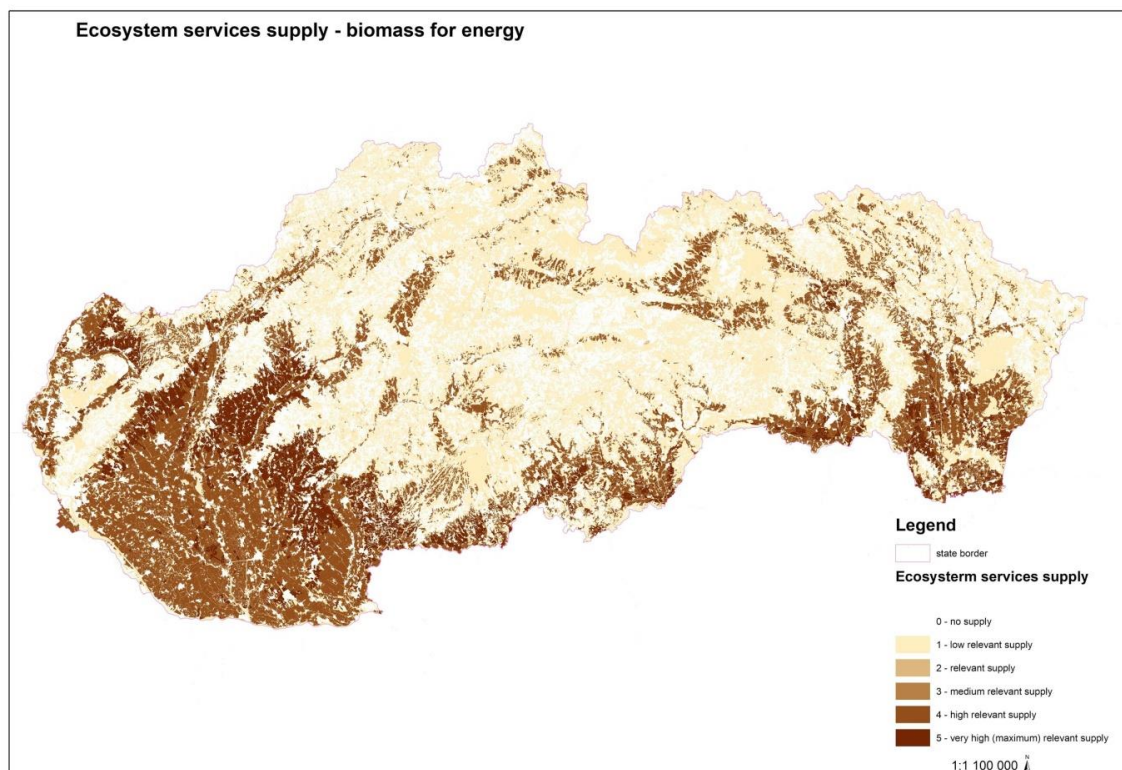 Ecosystem services supply - biomass for energy
Legend
state border
Ecosysterm services supply
0 - no supply
1 - low relevant supply
2 - relevant supply
3 - medium relevant supply
4 - high relevant supply
5 - very high (maximum) relevant supply
1:1 100 000
N